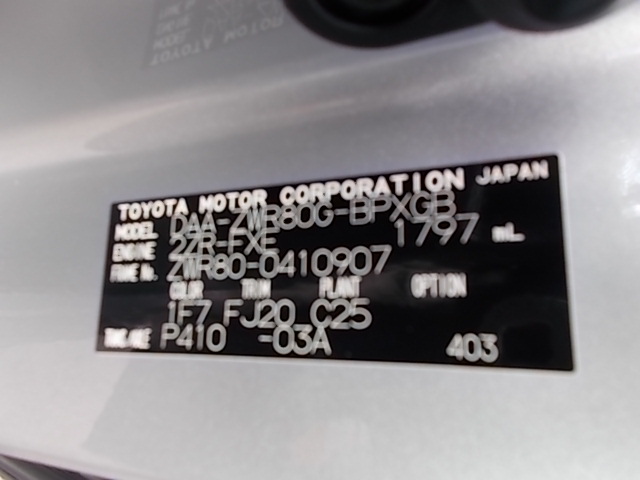 TOYOTA MOTOR CORPORATION JAPAN
MODEL DAA-ZWR80G-BPXGB
ENGINE 2ZR-FXE 1797 mL
FRAME No. ZWR80-0410907
COLOR TRIM PLANT OPTION
1F7 FJ20 C25
TRANS./AXLE P410 -03A 403